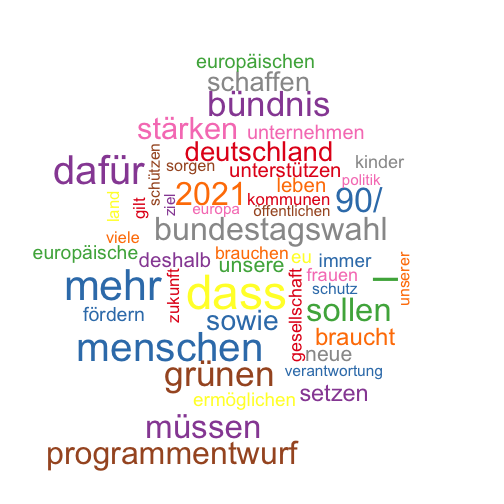 europäischen
schaffen
bündnis
stärken
unternehmen
deutschland
kinder
dafür
schützen
sorgen
unterstützen
politik
leben
2021
90/
kommunen
land
gilt
ziel
europa
öffentlichen
bundestagswahl
viele
europäische
deshalb
brauchen
unsere
eu
immer
unserer
mehr
zukunft
dass
gesellschaft
frauen
schutz
—
fördern
sowie
sollen
menschen
braucht
neue
grünen
verantwortung
ermöglichen
setzen
müssen
programmentwurf